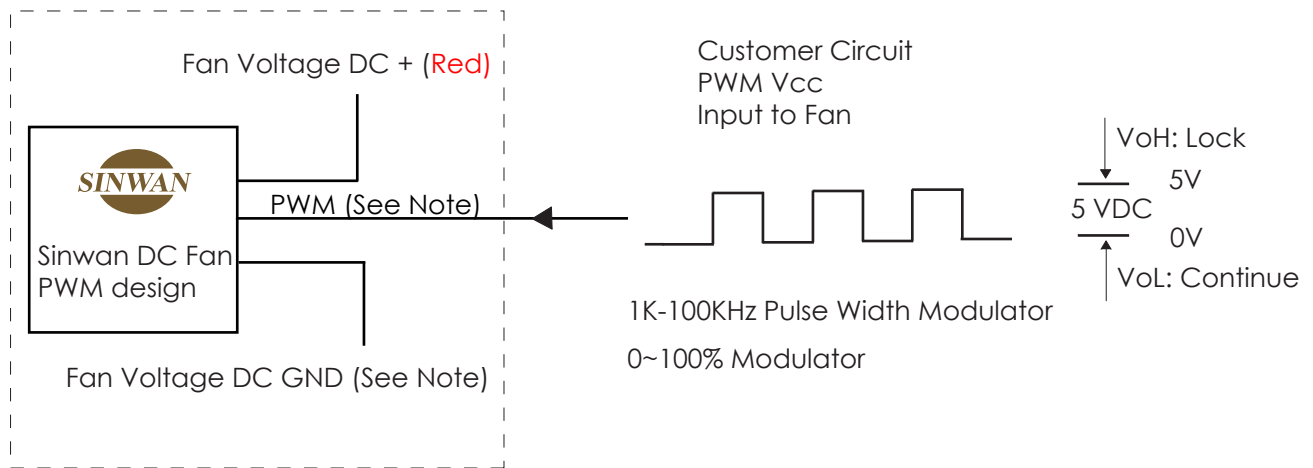 Fan Voltage DC + (Red)
SINWAN
PWM (See Note)
Sinwan DC Fan
PWM design
Fan Voltage DC GND (See Note)
Customer Circuit
PWM Vcc
Input to Fan
1K-100KHz Pulse Width Modulator
0~100% Modulator
VoH: Lock
5V
5 VDC
0V
VoL: Continue